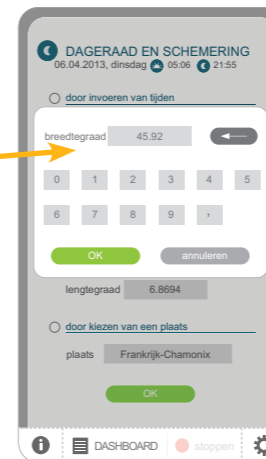 DAGERAAD EN SCHEMERING
06.04.2013, dinsdag 05:06 21:55
door invoeren van tijden
breedtegraad 45.92
0 1 2 3 4 5
6 7 8 9 ,
OK annuleren
lengtegraad 6.8694
door kiezen van een plaats
plaats Frankrijk-Chamonix
OK
DASHBOARD stoppen